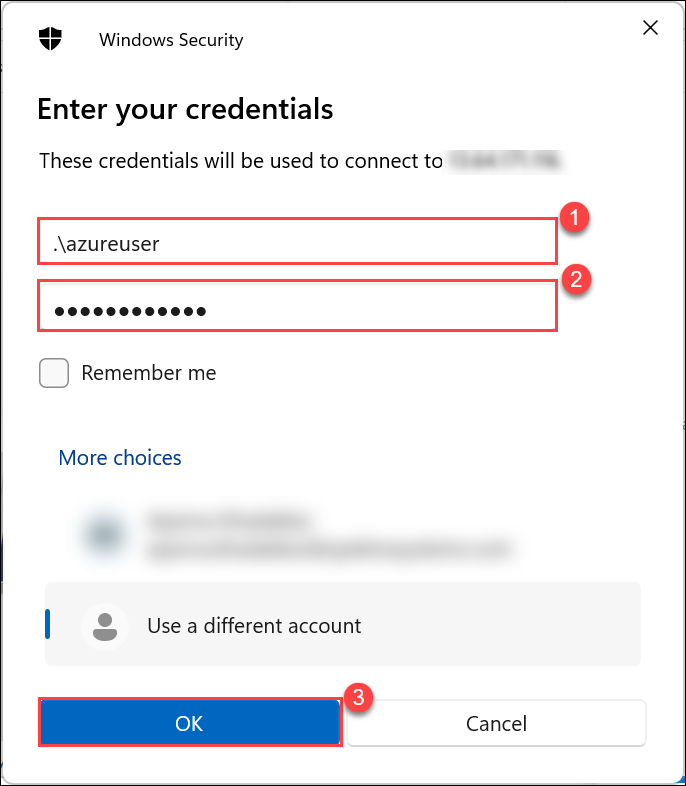 Windows Security
Enter your credentials
These credentials will be used to connect to
.\azureuser
1
2
●●●●●●●●●●●●
Remember me
More choices
Use a different account
OK
3
Cancel